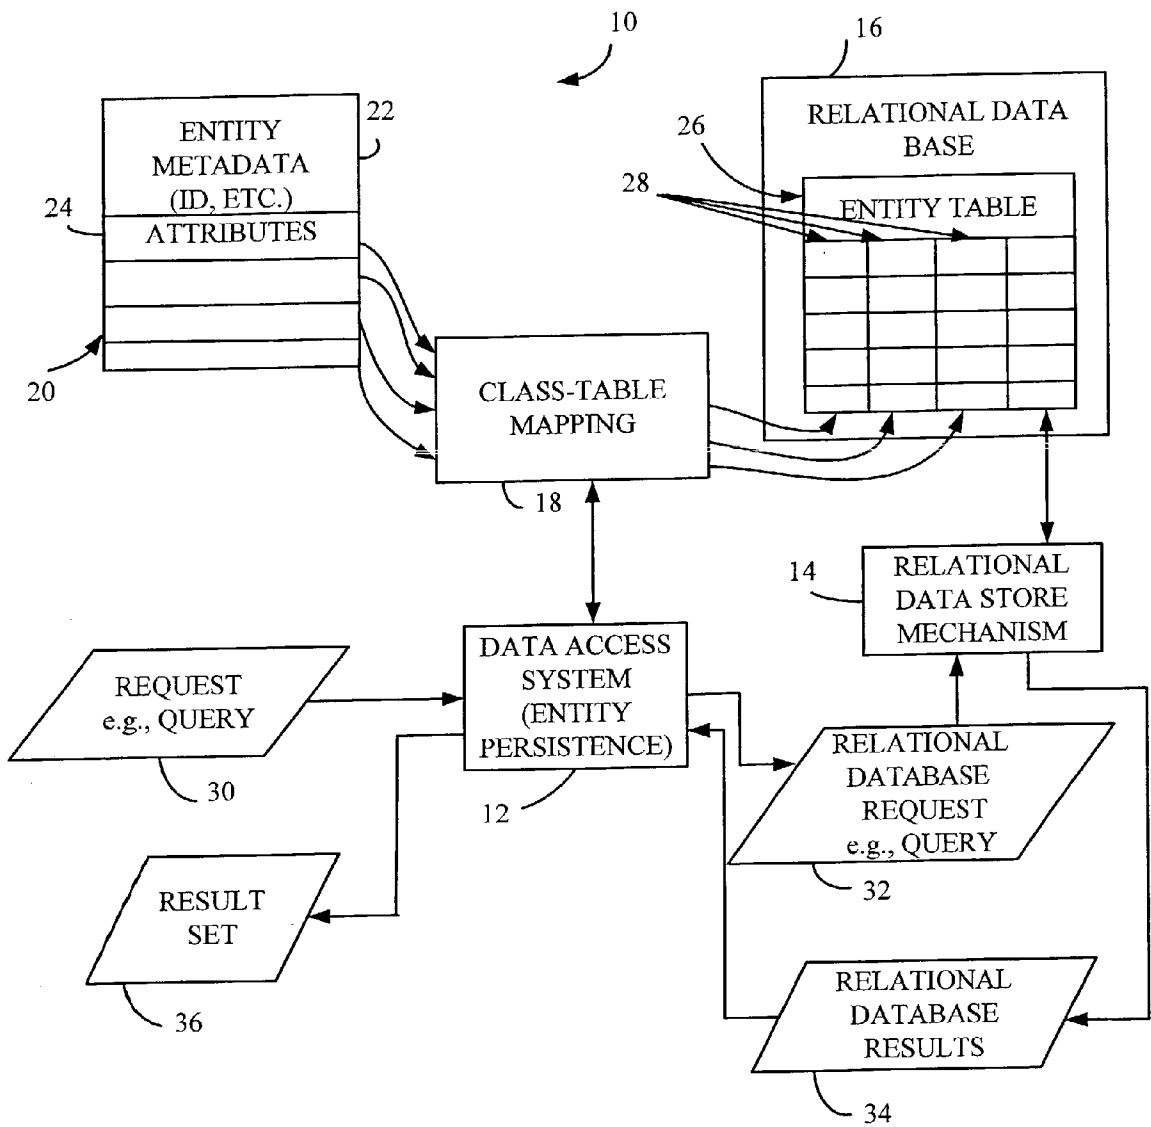 10
16
ENTITY
METADATA
(ID, ETC.)
22
24
ATTRIBUTES
20
RELATIONAL DATA
BASE
26
28
ENTITY TABLE
CLASS-TABLE
MAPPING
18
14
RELATIONAL
DATA STORE
MECHANISM
REQUEST
e.g., QUERY
30
DATA ACCESS
SYSTEM
(ENTITY
PERSISTENCE)
12
RELATIONAL
DATABASE
REQUEST
e.g., QUERY
32
RESULT
SET
36
RELATIONAL
DATABASE
RESULTS
34